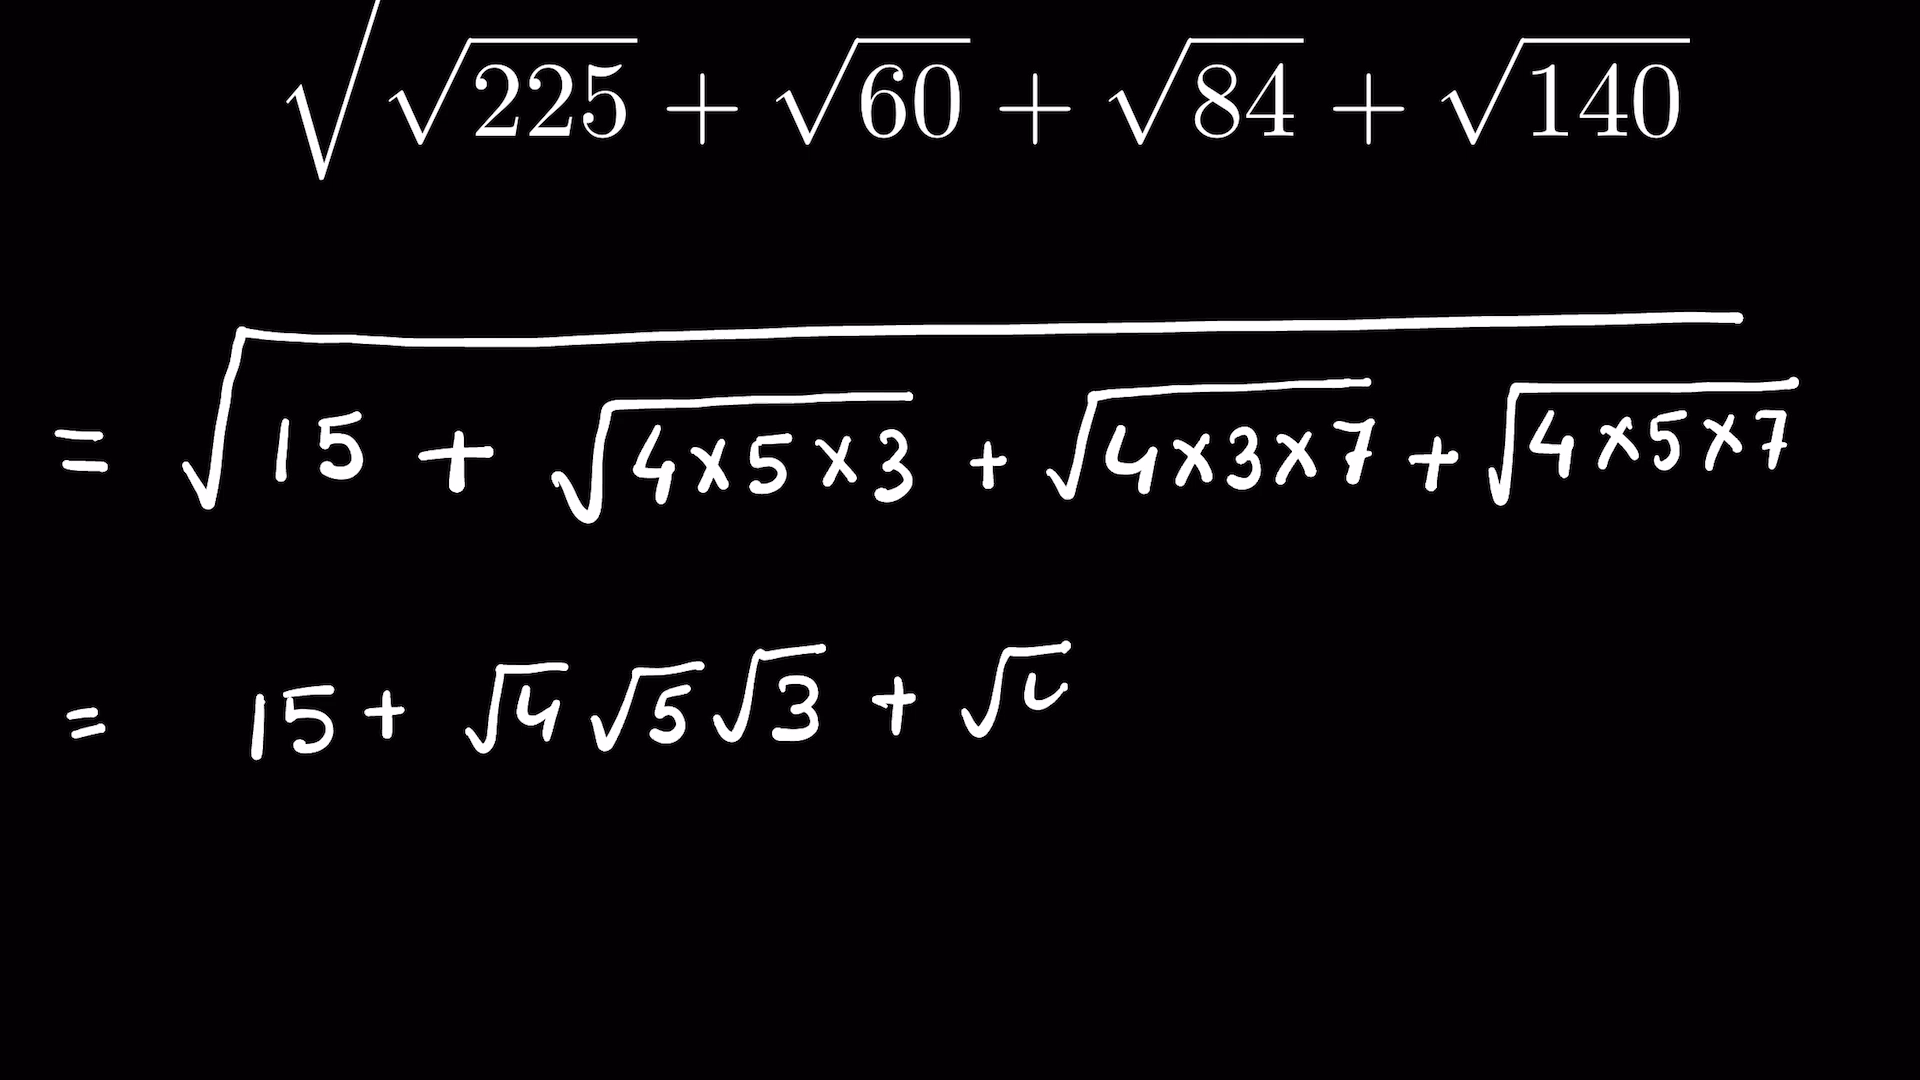 √√225 + √60 + √84 + √140
= √15 + √4×5×3 + √4×3×7 + √4×5×7
= 15 + √4 √5 √3 + √